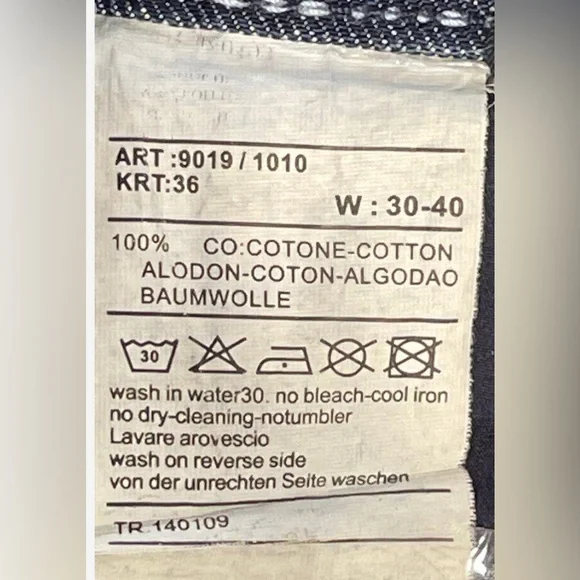 ART :9019 / 1010
KRT:36
W : 30-40
100% CO:COTONE-COTTON
ALODON-COTON-ALGODAO
BAUMWOLLE
30
wash in water30. no bleach-cool iron
no dry-cleaning-notumbler
Lavare arovescio
wash on reverse side
von der unrechten Seite waschen
TR 140109